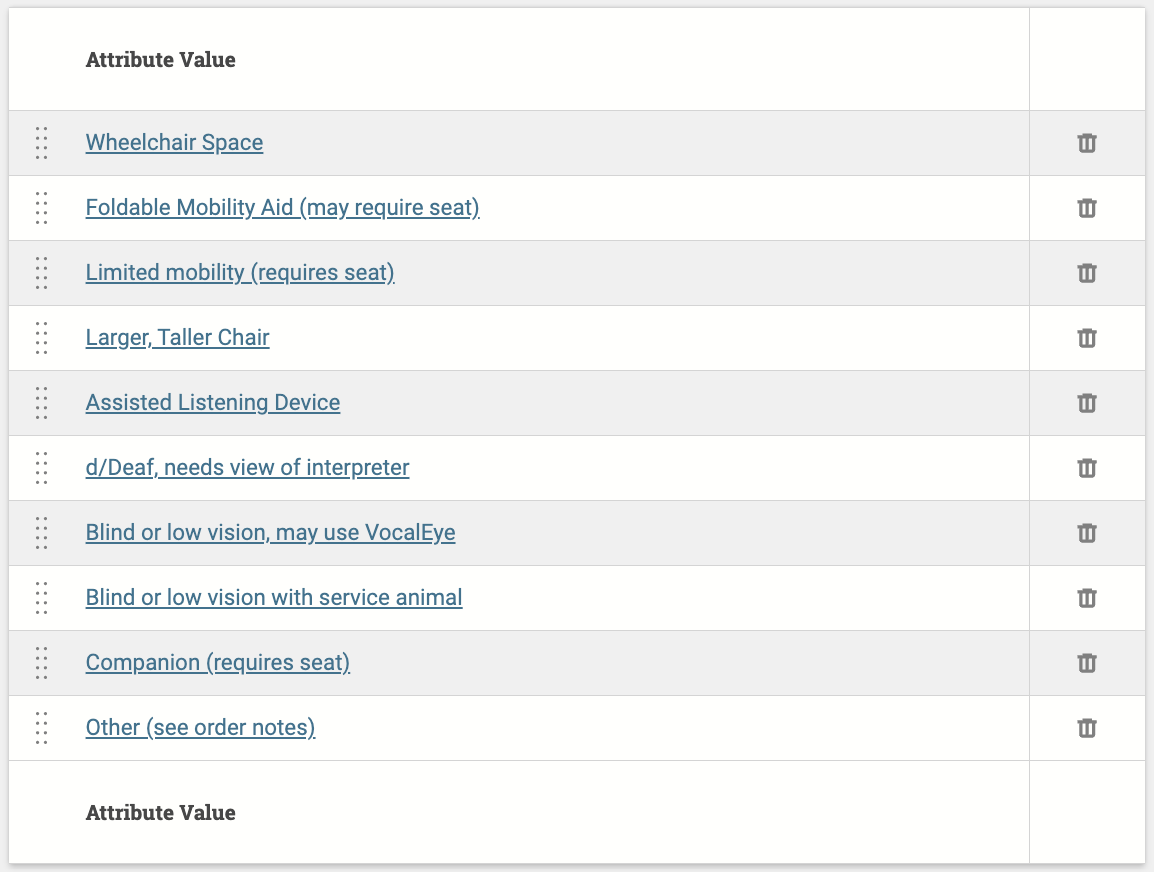 Attribute Value
Wheelchair Space
Foldable Mobility Aid (may require seat)
Limited mobility (requires seat)
Larger, Taller Chair
Assisted Listening Device
d/Deaf, needs view of interpreter
Blind or low vision, may use VocalEye
Blind or low vision with service animal
Companion (requires seat)
Other (see order notes)
Attribute Value